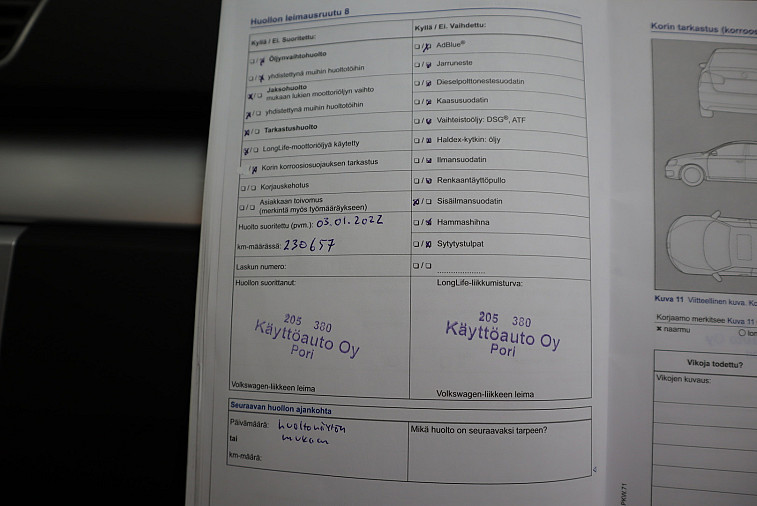 Huollon leimausruutu 8
Kyllä / Ei. Suoritettu:
Öljynvaihtohuolto
yhdistettynä muihin huoltotöihin
Jaksohuolto
mukaan lukien moottoriöljyn vaihto
yhdistettynä muihin huoltotöihin
Tarkastushuolto
LongLife-moottoriöljyä käytetty
Korin korroosiosuojauksen tarkastus
Korjauskehotus
Asiakkaan toivomus
(merkintä myös työmääräykseen)
Huolto suoritettu (pvm.): 03.01.2022
km-määrässä: 230657
Laskun numero:
Huollon suorittanut:
205 380
Käyttöauto Oy
Pori
Volkswagen-liikkeen leima
Kyllä / Ei. Vaihdettu:
AdBlue®
Jarruneste
Dieselpolttonestesuodatin
Kaasusuodatin
Vaihteistoöljy: DSG®, ATF
Haldex-kytkin: öljy
Ilmansuodatin
Renkaantäyttöpullo
Sisäilmansuodatin
Hammashihna
Sytytystulpat
LongLife-liikkumisturva:
205 380
Käyttöauto Oy
Pori
Volkswagen-liikkeen leima
Seuraavan huollon ajankohta
Päivämäärä: huoltonäytön
tai mukaan
km-määrä:
Mikä huolto on seuraavaksi tarpeen?
Korin tarkastus (korros
Kuva 11 Viitteellinen kuva. Ko
Korjaamo merkitsee Kuva 11
x naarmu
Vikoja todettu?
Vikojen kuvaus: